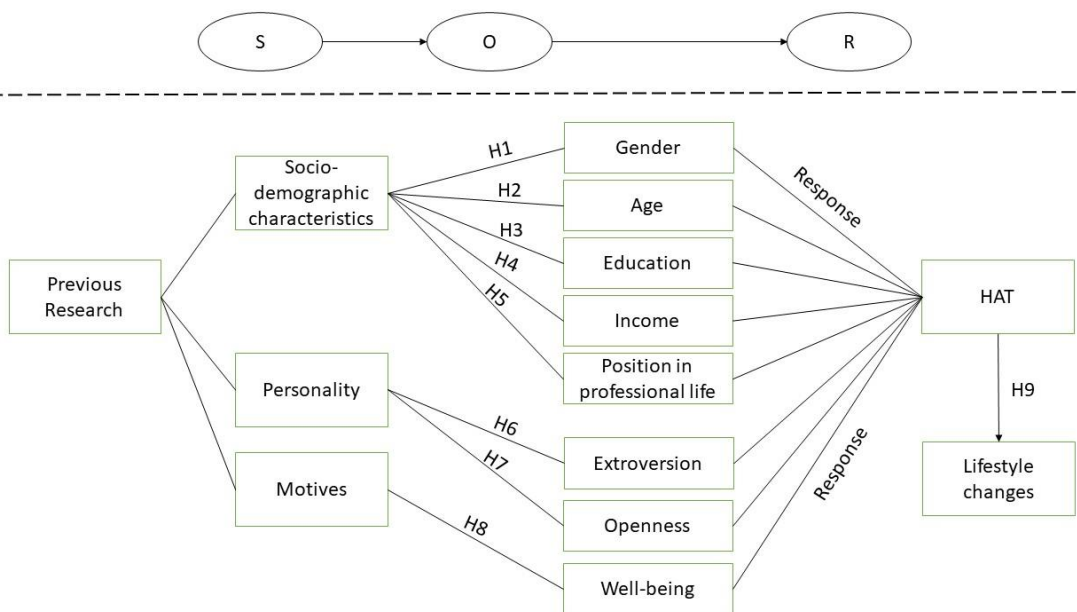 S
O
R
Socio-
demographic
characteristics
Previous
Research
Personality
Motives
H1
H2
H3
H4
H5
H6
H7
H8
Gender
Age
Education
Income
Position in
professional life
Extroversion
Openness
Well-being
Response
Response
HAT
H9
Lifestyle
changes